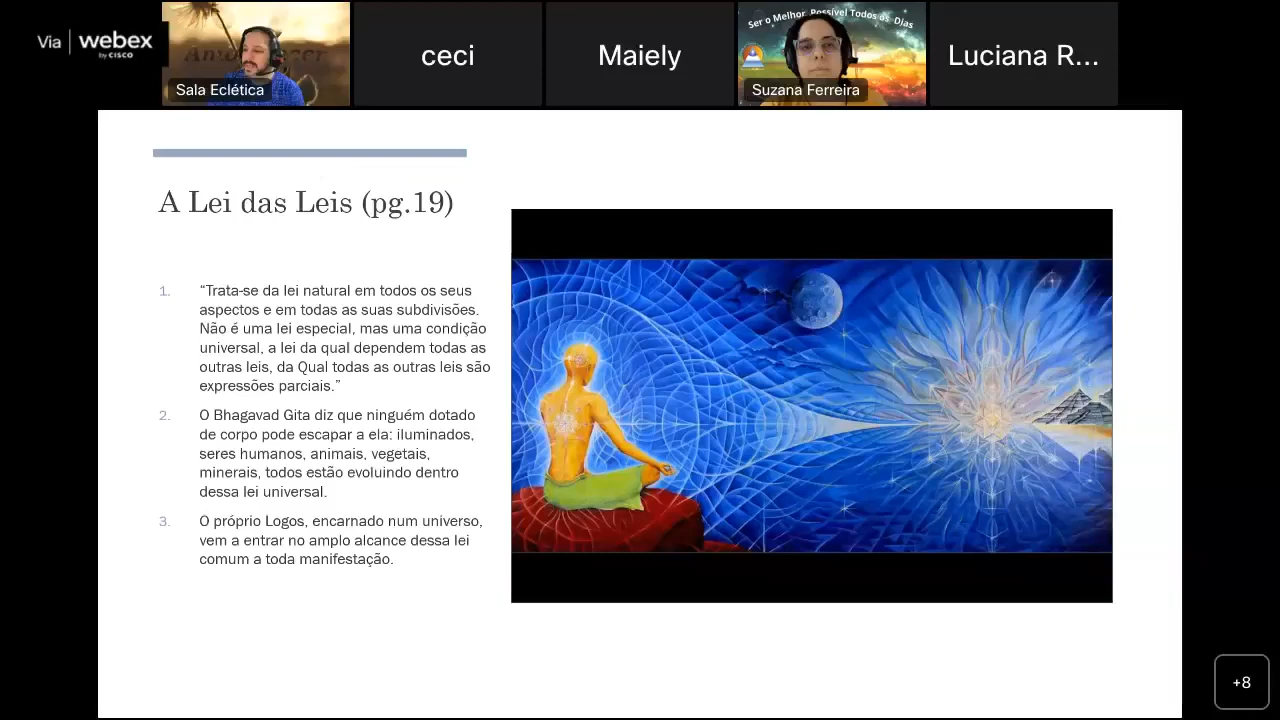 Via webex
by CISCO
Sala Eclética
ceci
Maiely
Ser o Melhor Possível Todos os Dias
Suzana Ferreira
Luciana R...
A Lei das Leis (pg.19)
1. “Trata-se da lei natural em todos os seus
aspectos e em todas as suas subdivisões.
Não é uma lei especial, mas uma condição
universal, a lei da qual dependem todas as
outras leis, da Qual todas as outras leis são
expressões parciais.”
2. O Bhagavad Gita diz que ninguém dotado
de corpo pode escapar a ela: iluminados,
seres humanos, animais, vegetais,
minerais, todos estão evoluindo dentro
dessa lei universal.
3. O próprio Logos, encarnado num universo,
vem a entrar no amplo alcance dessa lei
comum a toda manifestação.
+8